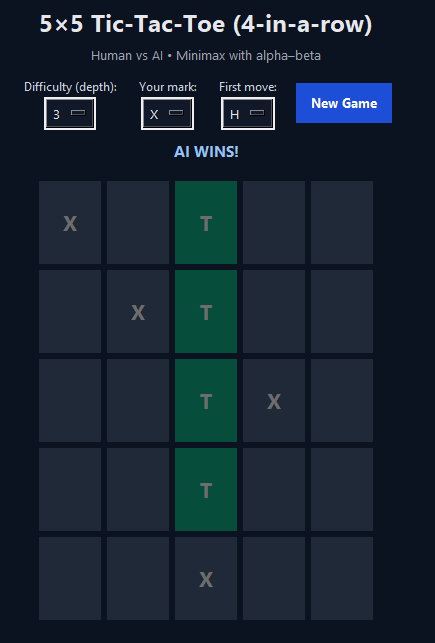 5×5 Tic-Tac-Toe (4-in-a-row)
Human vs AI • Minimax with alpha–beta
Difficulty (depth): Your mark: First move:
3 X H New Game
AI WINS!
X T
X T
T X
T
X